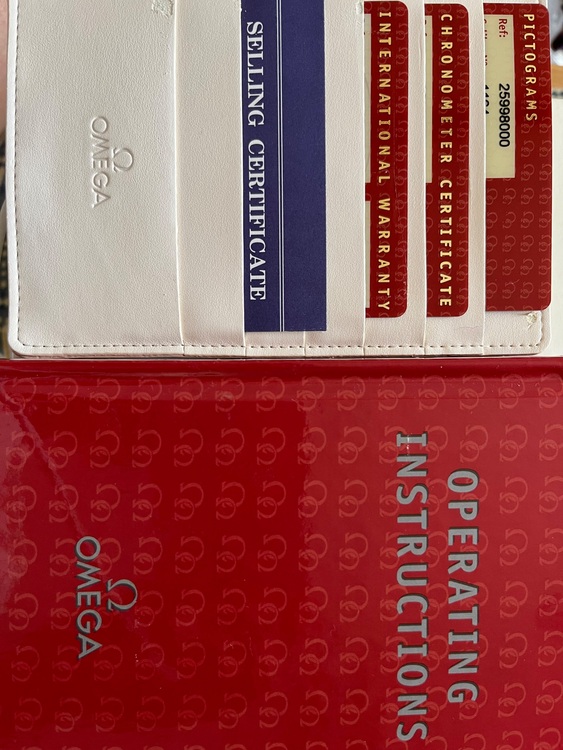 PICTOGRAMS
Ref:
25998000
CHRONOMETER CERTIFICATE
INTERNATIONAL WARRANTY
SELLING CERTIFICATE
OMEGA
OPERATING
INSTRUCTIONS
OMEGA